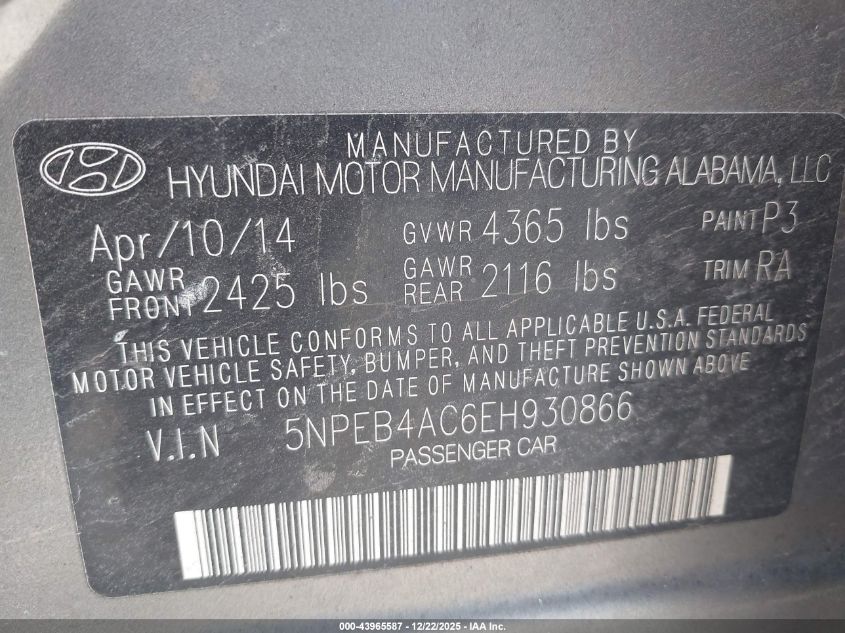 MANUFACTURED BY
HYUNDAI MOTOR MANUFACTURING ALABAMA, LLC
Apr/10/14 GVWR 4365 lbs PAINT P3
GAWR FRONT 2425 lbs GAWR REAR 2116 lbs TRIM RA
THIS VEHICLE CONFORMS TO ALL APPLICABLE U.S.A. FEDERAL
MOTOR VEHICLE SAFETY, BUMPER, AND THEFT PREVENTION STANDARDS
IN EFFECT ON THE DATE OF MANUFACTURE SHOWN ABOVE
V.I.N 5NPEB4AC6EH930866
PASSENGER CAR
000-43965587 - 12/22/2025 - IAA Inc.